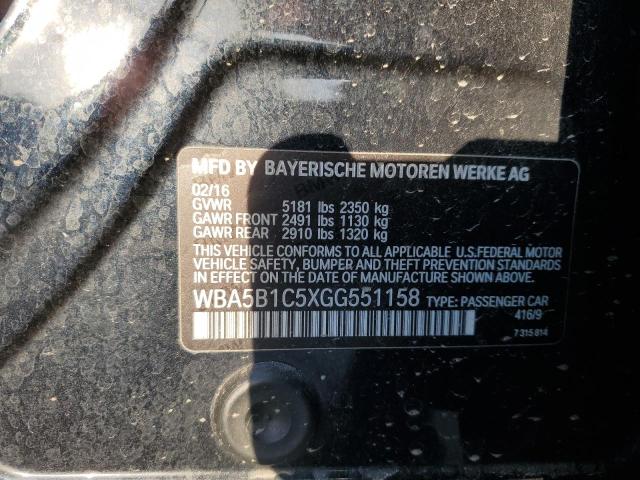 MFD BY BAYERISCHE MOTOREN WERKE AG
02/16
GVWR 5181 lbs 2350 kg
GAWR FRONT 2491 lbs 1130 kg
GAWR REAR 2910 lbs 1320 kg
THIS VEHICLE CONFORMS TO ALL APPLICABLE U.S.FEDERAL MOTOR
VEHICLE SAFETY, BUMPER AND THEFT PREVENTION STANDARDS
IN EFFECT ON THE DATE OF MANUFACTURE SHOWN ABOVE.
WBA5B1C5XGG551158 TYPE: PASSENGER CAR
416/9
7 315 814